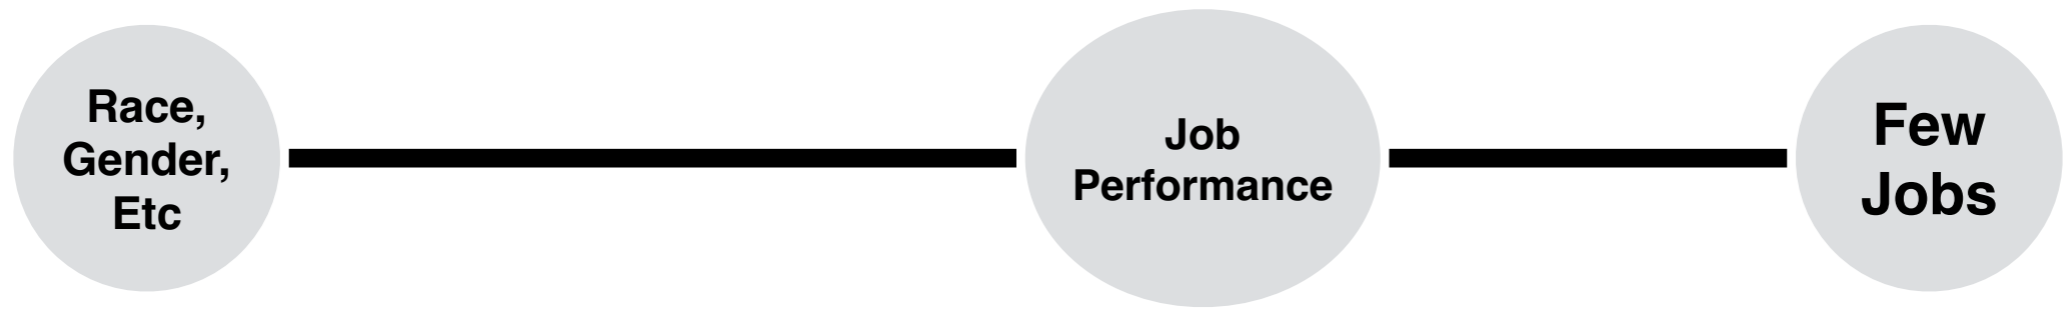 Race,
Gender,
Etc
Job
Performance
Few
Jobs